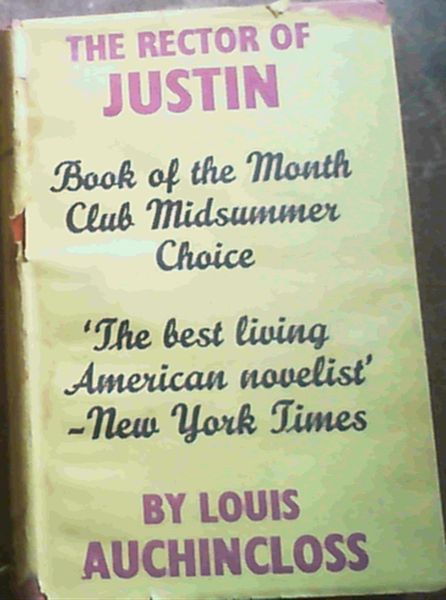 THE RECTOR OF
JUSTIN
Book of the Month
Club Midsummer
Choice
'The best living
American novelist'
-New York Times
BY LOUIS
AUCHINCLOSS